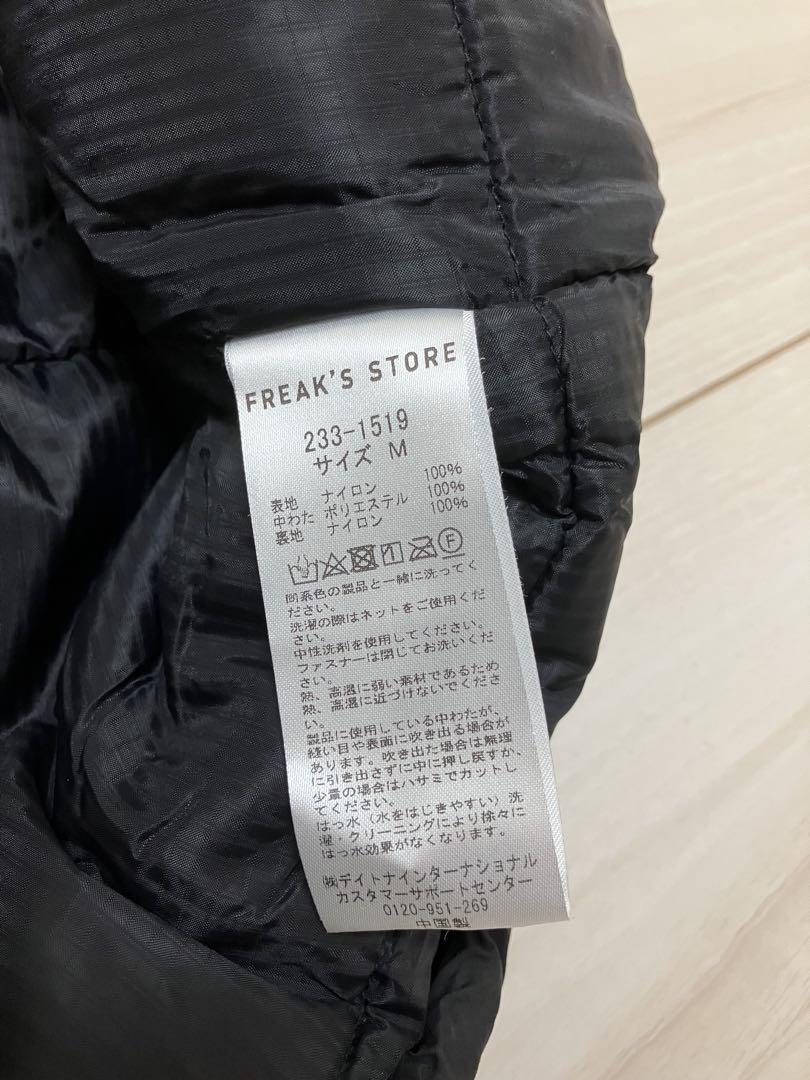 FREAK'S STORE
233-1519
サイズ M
表地 ナイロン 100%
中わた ポリエステル 100%
裏地 ナイロン 100%
F
同系色の製品と一緒に洗ってく
ださい。
洗濯の際はネットをご使用くだ
さい。
中性洗剤を使用してください。
ファスナーは閉じてお洗いくだ
さい。
熱、高温に弱い素材であるため
熱、高温に近づけないでくださ
い。
製品に使用している中わたが、
縫い目や表面に吹き出る場合が
あります。吹き出た場合は無理
に引き出さずに中に押し戻すか、
少量の場合はハサミでカットし
てください。
はっ水（水をはじきやすい）洗
濯・クリーニングにより徐々に
はっ水効果がなくなります。
㈱デイトナインターナショナル
カスタマーサポートセンター
0120-951-269
中国製